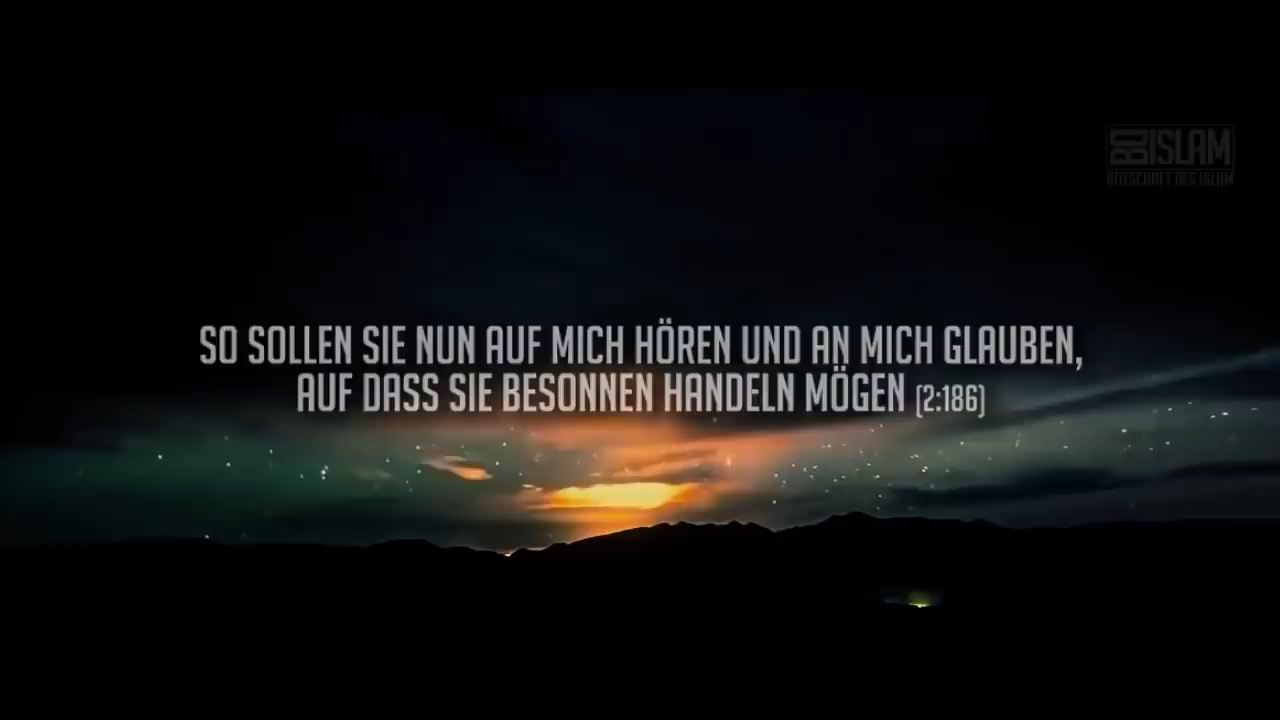 BDISLAM
BOTSCHAFT DES ISLAM
SO SOLLEN SIE NUN AUF MICH HÖREN UND AN MICH GLAUBEN,
AUF DASS SIE BESONNEN HANDELN MÖGEN (2:186)